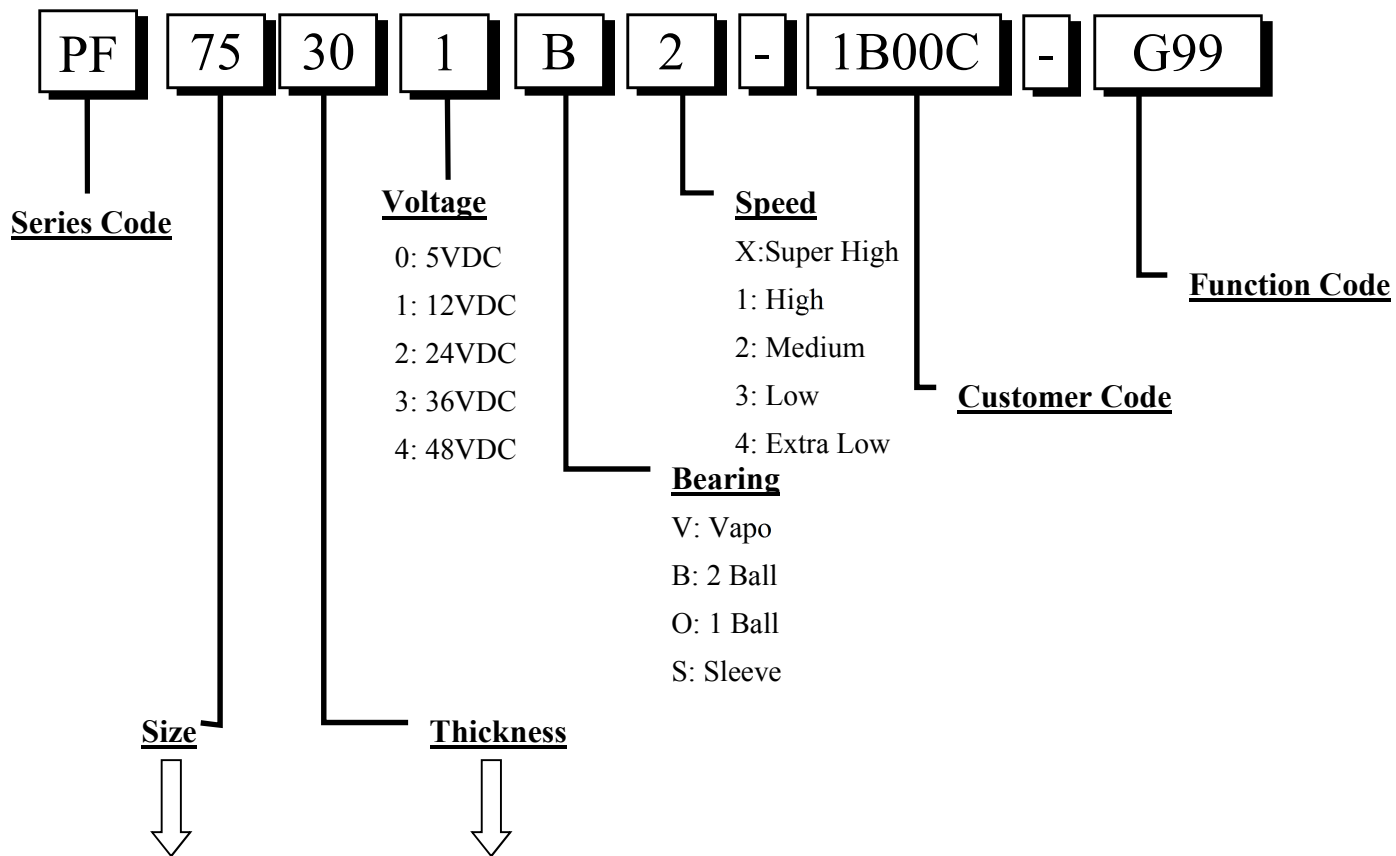 PF 75 30 1 B 2 - 1B00C - G99
Series Code
Voltage
0: 5VDC
1: 12VDC
2: 24VDC
3: 36VDC
4: 48VDC
Speed
X:Super High
1: High
2: Medium
3: Low
4: Extra Low
Function Code
Customer Code
Bearing
V: Vapo
B: 2 Ball
O: 1 Ball
S: Sleeve
Size
Thickness